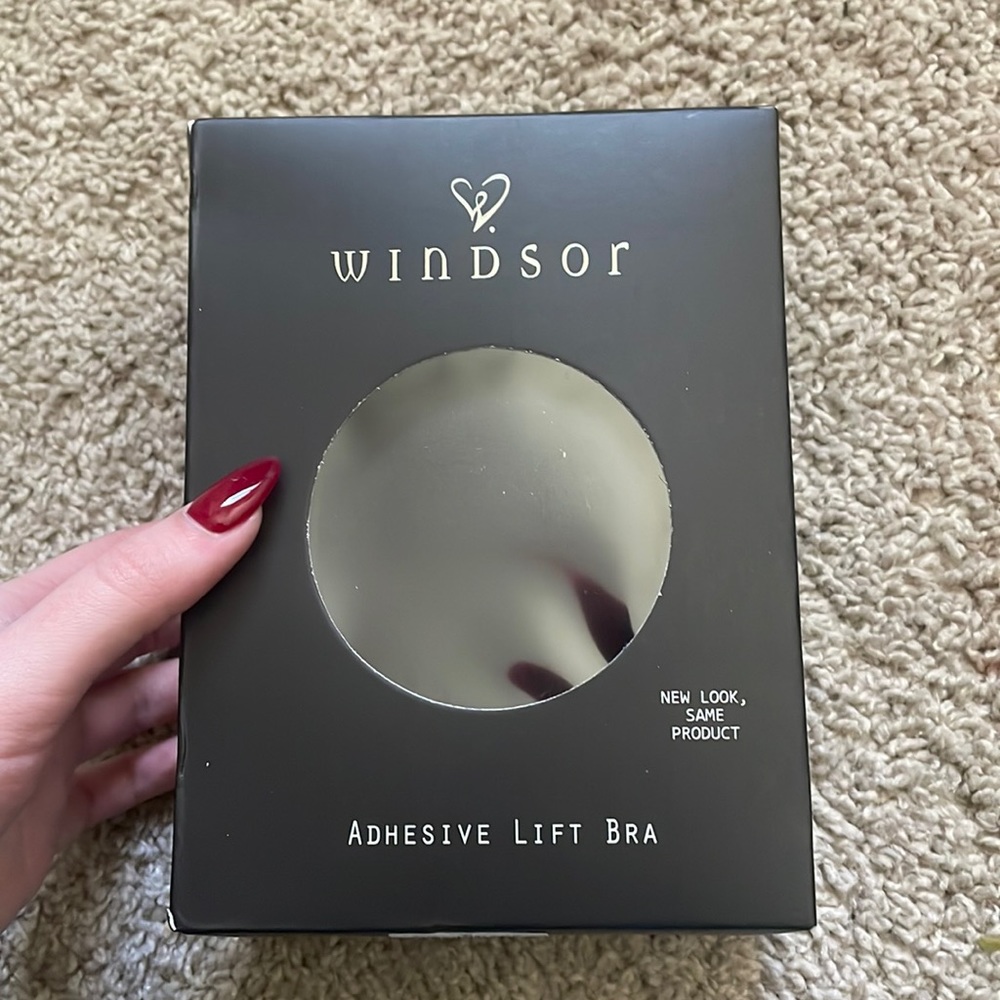 WINDSOR
NEW LOOK,
SAME
PRODUCT
ADHESIVE LIFT BRA